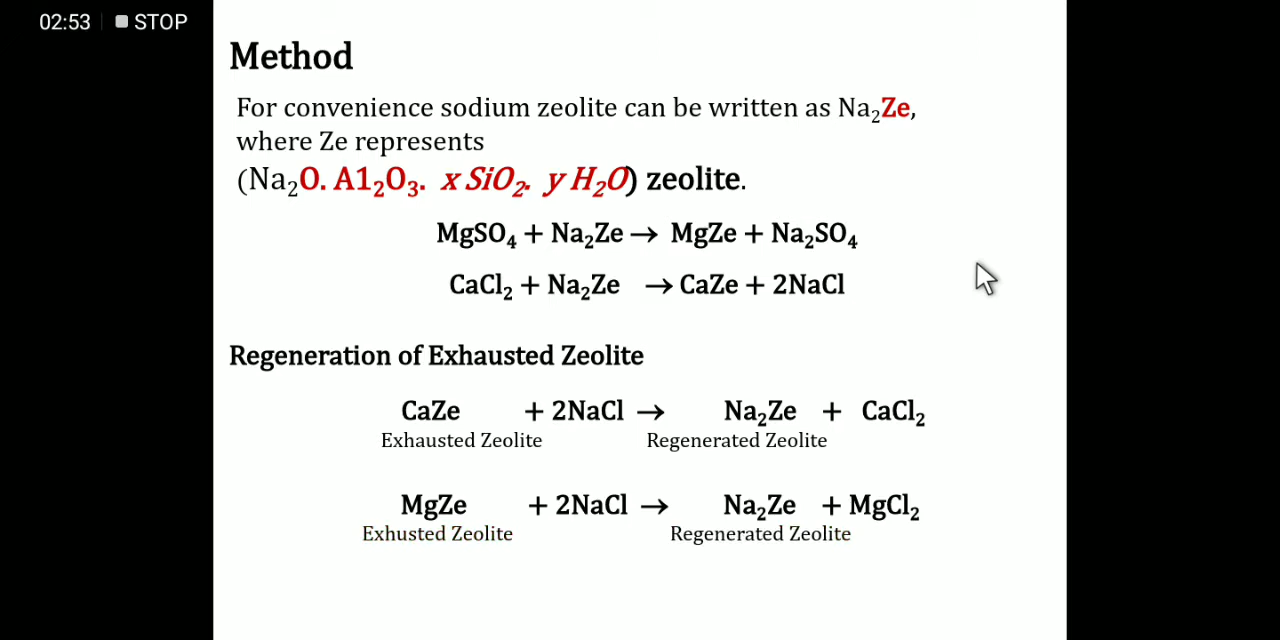 02:53 STOP
Method
For convenience sodium zeolite can be written as Na₂Ze,
where Ze represents
(Na₂O. A1₂O₃. x SiO₂. y H₂O) zeolite.
MgSO₄ + Na₂Ze → MgZe + Na₂SO₄
CaCl₂ + Na₂Ze → CaZe + 2NaCl
Regeneration of Exhausted Zeolite
CaZe + 2NaCl → Na₂Ze + CaCl₂
Exhausted Zeolite Regenerated Zeolite
MgZe + 2NaCl → Na₂Ze + MgCl₂
Exhusted Zeolite Regenerated Zeolite